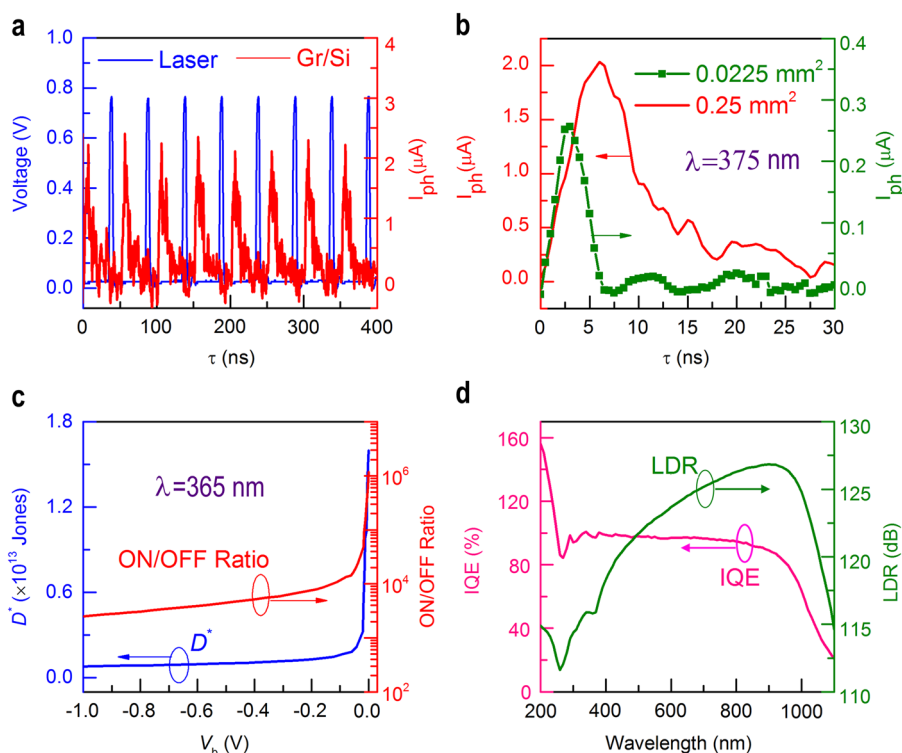 a
Laser
Gr/Si
1.0
0.8
0.6
0.4
0.2
0.0
Voltage (V)
4
3
2
1
0
I_ph(μA)
0
100
200
300
400
τ (ns)
b
0.0225 mm²
0.25 mm²
λ=375 nm
2.0
1.5
1.0
0.5
0.0
I_ph(μA)
0.4
0.3
0.2
0.1
0.0
I_ph(μA)
0
5
10
15
20
25
30
τ (ns)
c
λ=365 nm
ON/OFF Ratio
D*
1.8
1.2
0.6
0.0
D* (×10¹³ Jones)
10⁶
10⁴
10²
ON/OFF Ratio
-1.0
-0.8
-0.6
-0.4
-0.2
0.0
V_b (V)
d
LDR
IQE
160
120
80
40
0
IQE (%)
130
125
120
115
110
LDR (dB)
200
400
600
800
1000
Wavelength (nm)